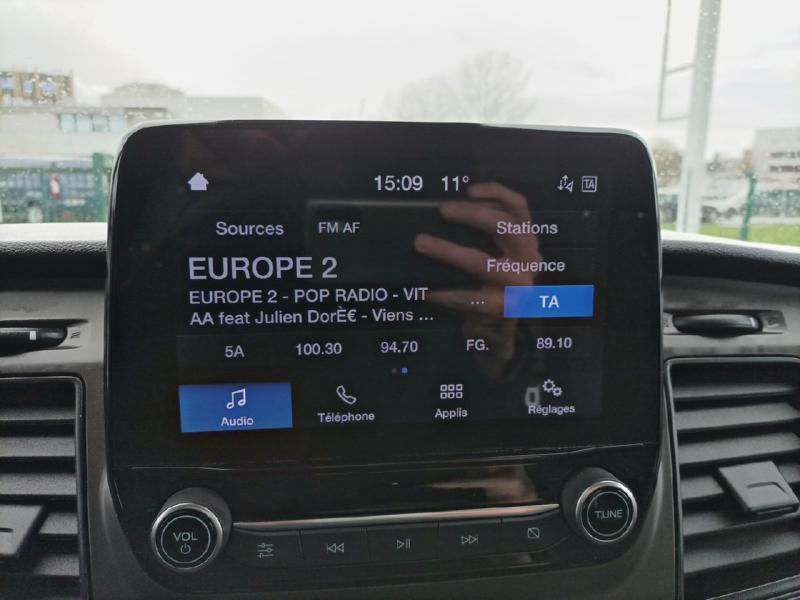 15:09 11° TA
Sources FM AF Stations
EUROPE 2 Fréquence
EUROPE 2 - POP RADIO - VIT ... TA
AA feat Julien DorÈ€ - Viens ...
5A 100.30 94.70 FG. 89.10
Audio Téléphone Applis Réglages
VOL TUNE